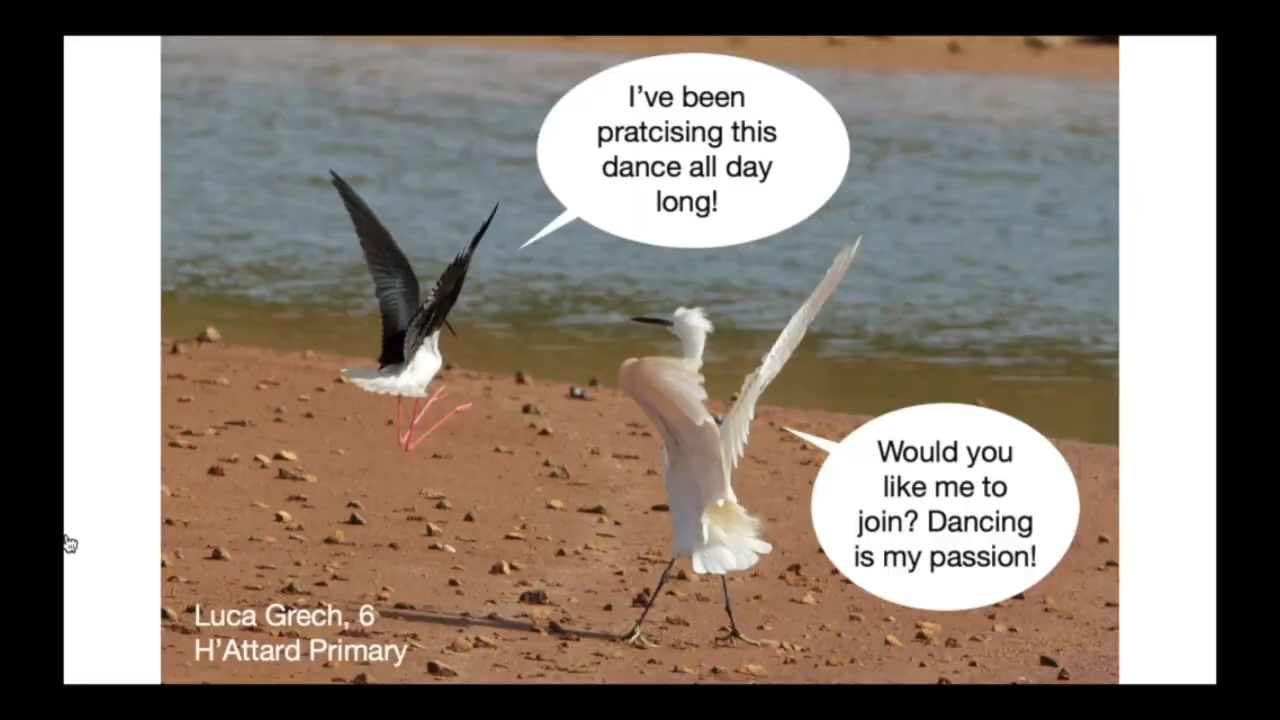 I’ve been
pratcising this
dance all day
long!
Would you
like me to
join? Dancing
is my passion!
Luca Grech, 6
H’Attard Primary